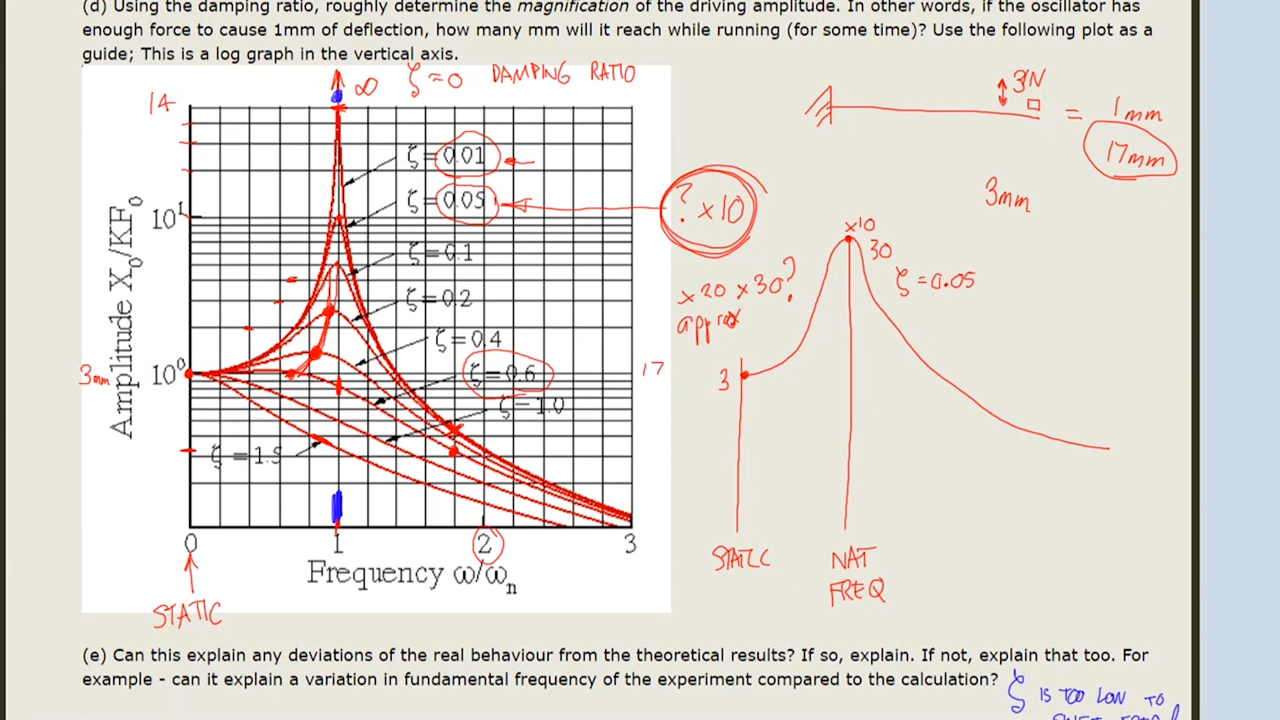 (d) Using the damping ratio, roughly determine the magnification of the driving amplitude. In other words, if the oscillator has
enough force to cause 1mm of deflection, how many mm will it reach while running (for some time)? Use the following plot as a
guide; This is a log graph in the vertical axis.
∞ ζ≈0 DAMPING RATIO
14
3N
= 1mm
17mm
ζ=0.01
ζ=0.05
? ×10
3mm
10¹
ζ=0.1
×10
30
ζ=0.05
×20 ×30?
approx
ζ=0.2
ζ=0.4
3mm
10⁰
ζ=0.6
17
3
ζ=1.0
ζ=1.5
Amplitude X₀/KF₀
0 1 2 3
Frequency ω/ωₙ
STATIC
STATIC
NAT
FREQ
(e) Can this explain any deviations of the real behaviour from the theoretical results? If so, explain. If not, explain that too. For
example - can it explain a variation in fundamental frequency of the experiment compared to the calculation?
ζ IS TOO LOW TO